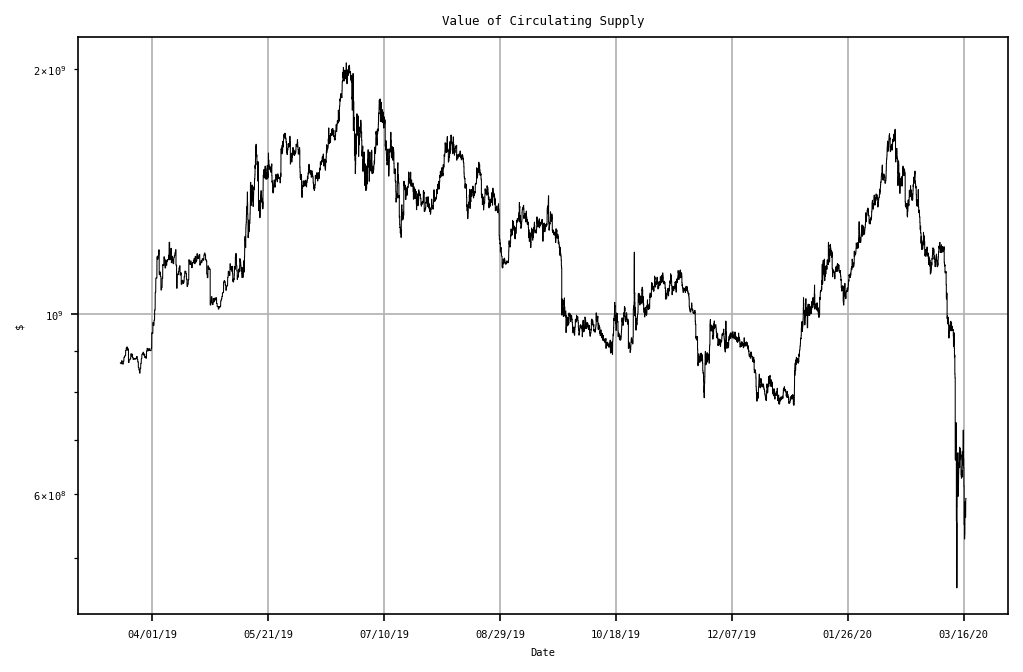 Value of Circulating Supply
2×10⁹
10⁹
6×10⁸
$
04/01/19 05/21/19 07/10/19 08/29/19 10/18/19 12/07/19 01/26/20 03/16/20
Date